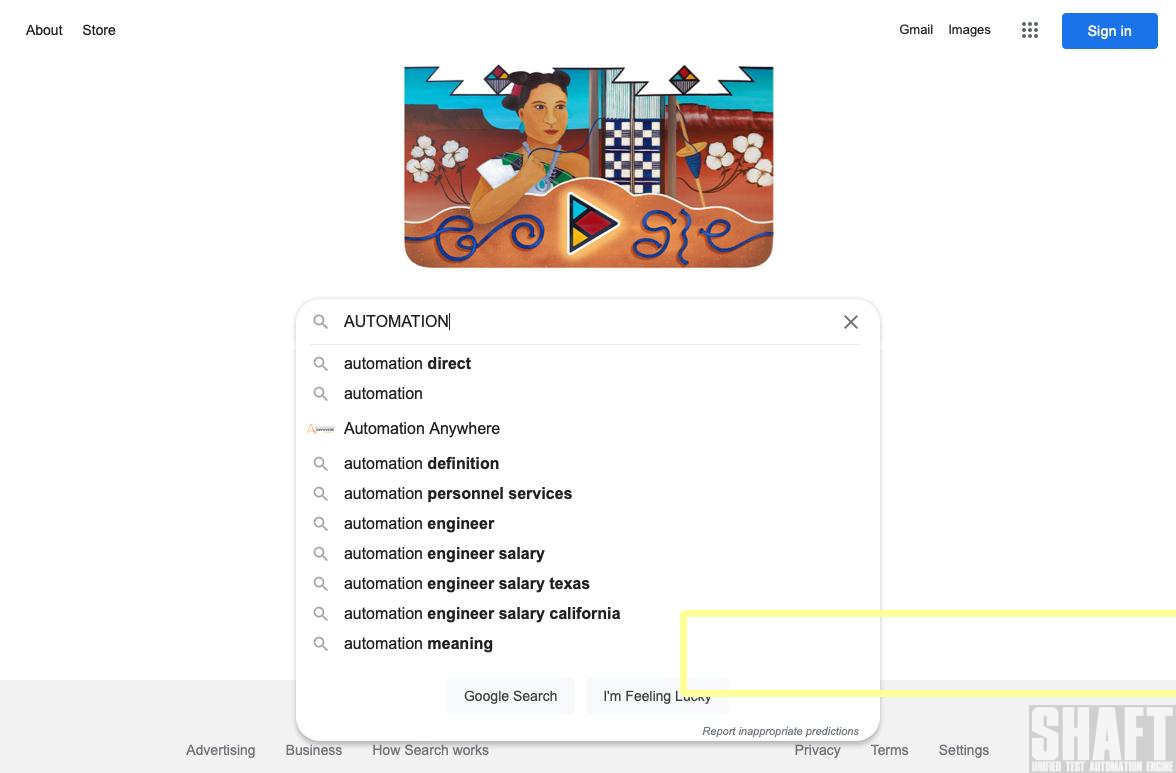 About Store
Gmail Images
Sign in
AUTOMATION
automation direct
automation
Automation Anywhere
automation definition
automation personnel services
automation engineer
automation engineer salary
automation engineer salary texas
automation engineer salary california
automation meaning
Google Search I'm Feeling Lucky
Report inappropriate predictions
Advertising Business How Search works
Privacy Terms Settings
SHAFT
UNIFIED TEST AUTOMATION ENGINE